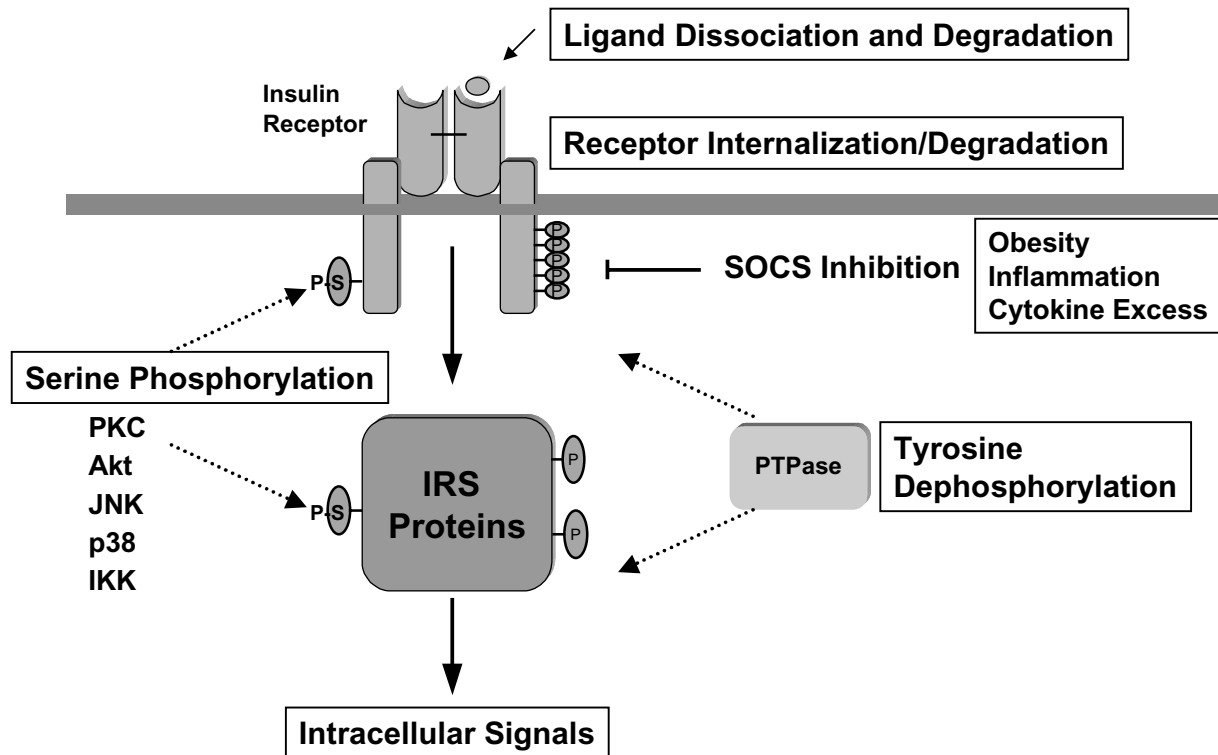 Ligand Dissociation and Degradation
Insulin
Receptor
Receptor Internalization/Degradation
P
P
P
P
P
SOCS Inhibition
Obesity
Inflammation
Cytokine Excess
P-S
Serine Phosphorylation
PKC
Akt
JNK
p38
IKK
P-S
IRS
Proteins
P
P
PTPase
Tyrosine
Dephosphorylation
Intracellular Signals